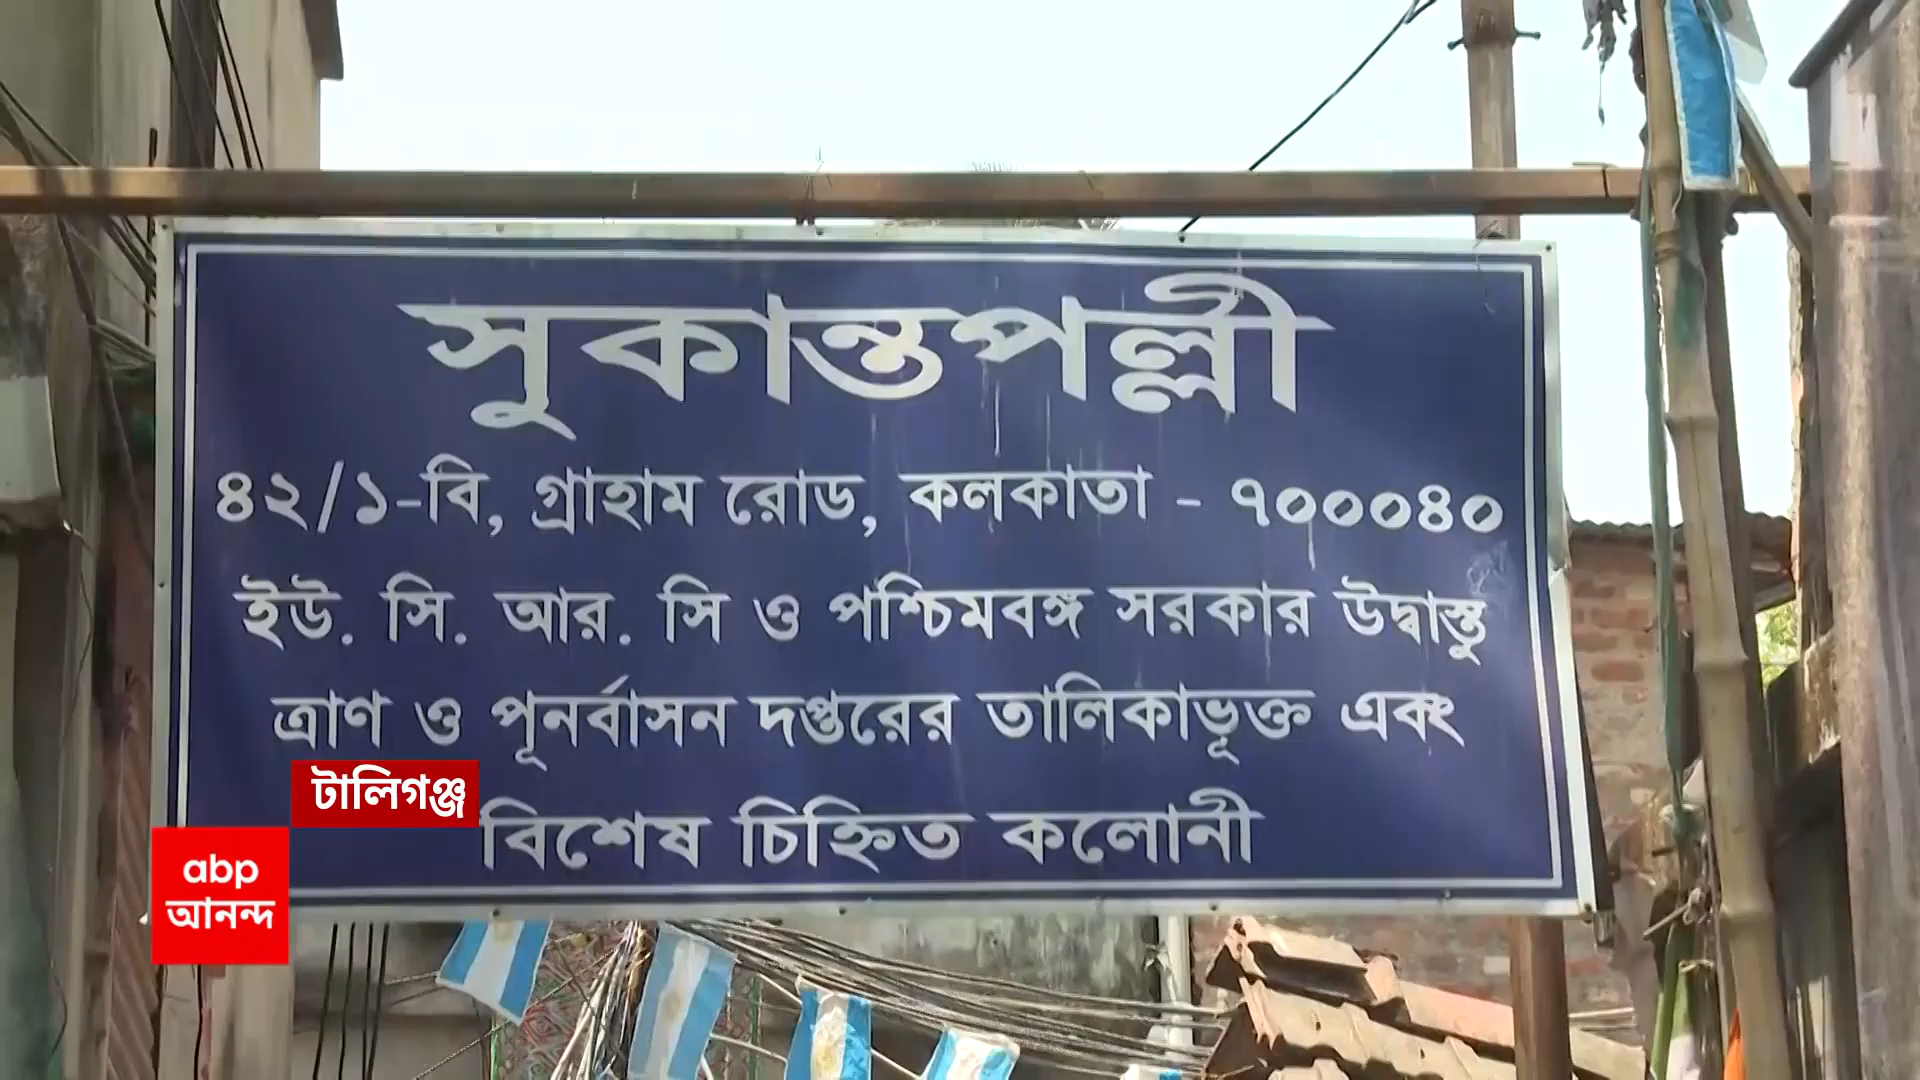 সুকান্তপল্লী
৪২/১-বি, গ্রাহাম রোড, কলকাতা - ৭০০০৪০
ইউ. সি. আর. সি ও পশ্চিমবঙ্গ সরকার উদ্বাস্তু
ত্রাণ ও পূনর্বাসন দপ্তরের তালিকাভূক্ত এবং
বিশেষ চিহ্নিত কলোনী
টালিগঞ্জ
abp
আনন্দ